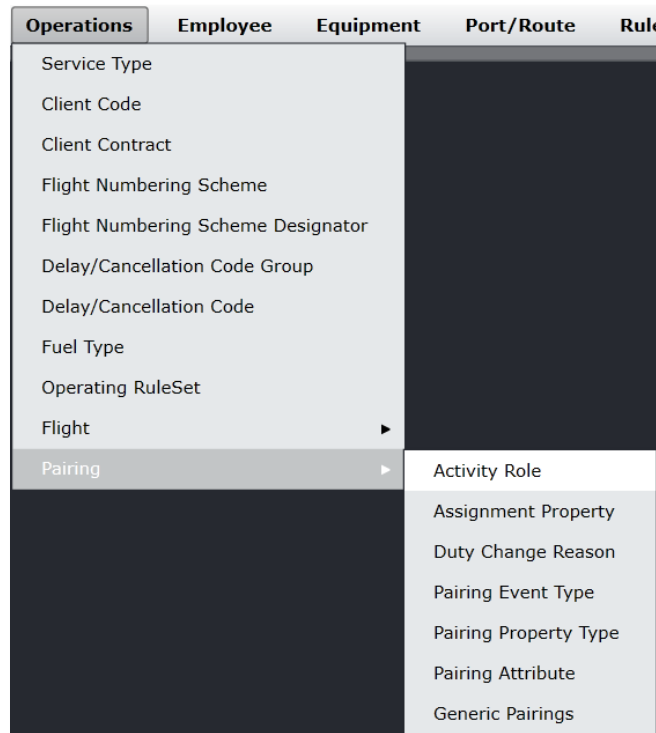 Operations Employee Equipment Port/Route Rule
Service Type
Client Code
Client Contract
Flight Numbering Scheme
Flight Numbering Scheme Designator
Delay/Cancellation Code Group
Delay/Cancellation Code
Fuel Type
Operating RuleSet
Flight
Pairing
Activity Role
Assignment Property
Duty Change Reason
Pairing Event Type
Pairing Property Type
Pairing Attribute
Generic Pairings